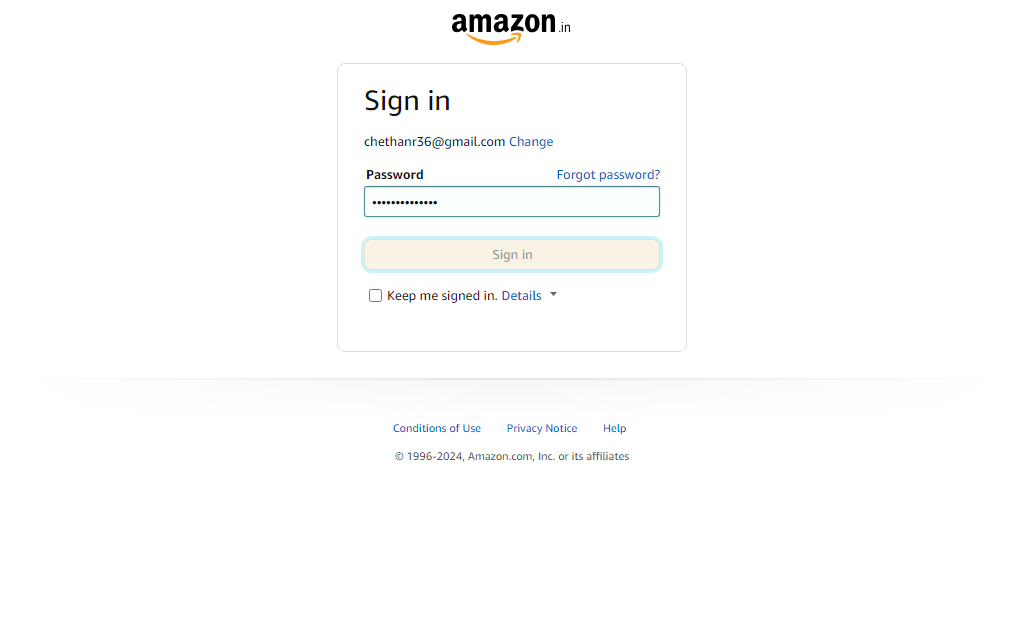 amazon.in
Sign in
chethanr36@gmail.com Change
Password Forgot password?
••••••••••••••
Sign in
Keep me signed in. Details
Conditions of Use Privacy Notice Help
© 1996-2024, Amazon.com, Inc. or its affiliates